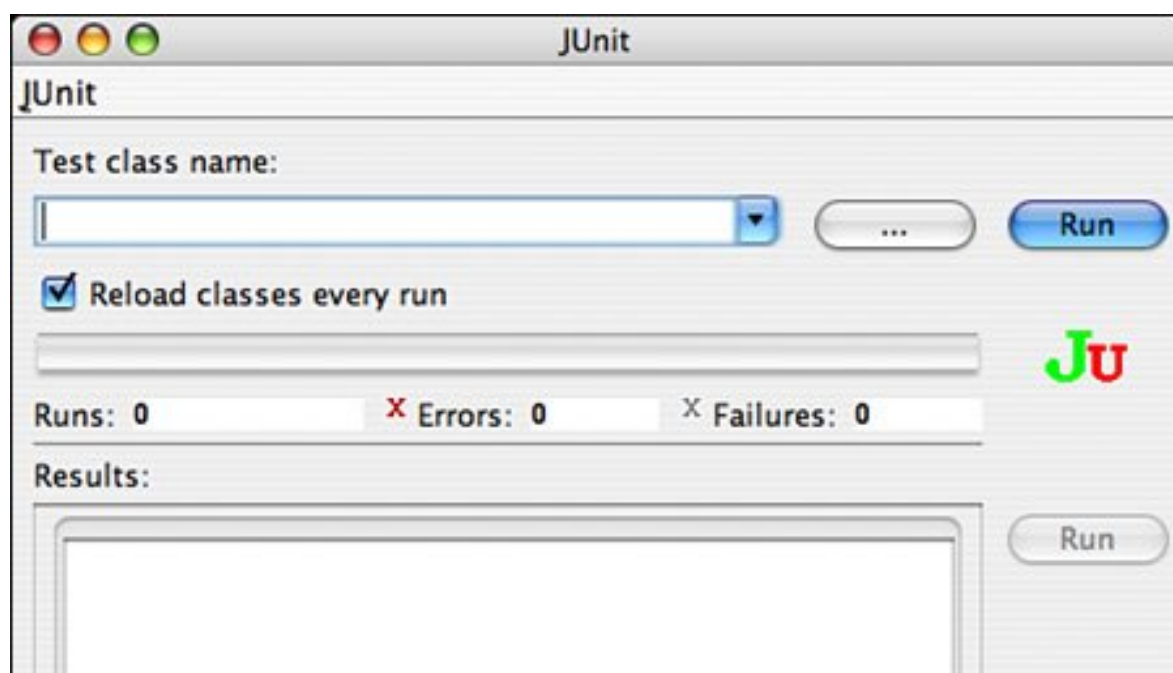 JUnit
JUnit
Test class name:
... Run
Reload classes every run
JU
Runs: 0 X Errors: 0 X Failures: 0
Results:
Run